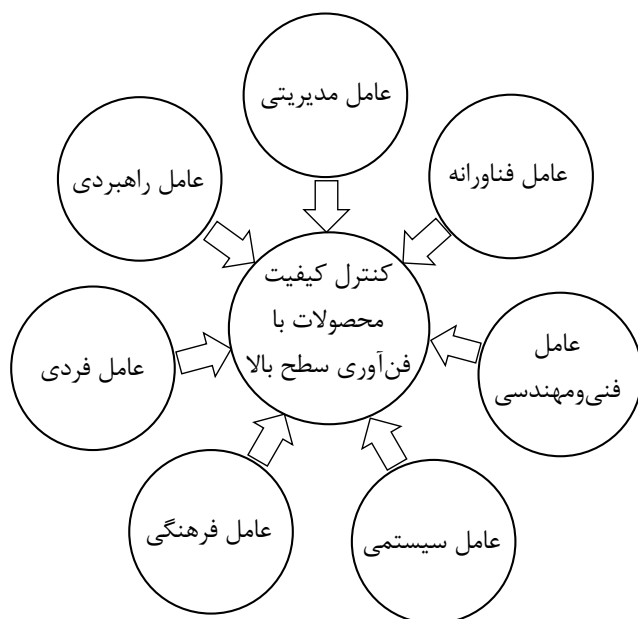 عامل مدیریتی
عامل فناورانه
عامل راهبردی
کنترل کیفیت
محصولات با
فن‌آوری سطح بالا
عامل
فنی‌ومهندسی
عامل فردی
عامل سیستمی
عامل فرهنگی